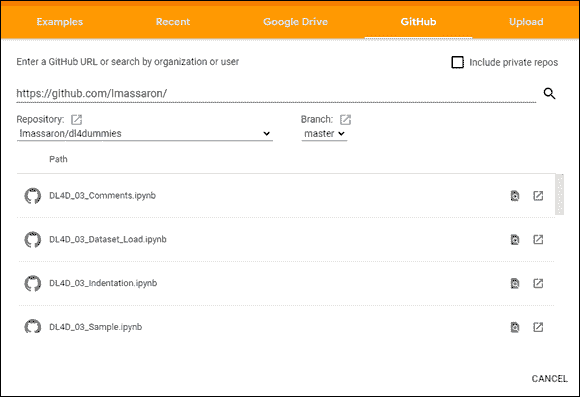 Examples Recent Google Drive GitHub Upload
Enter a GitHub URL or search by organization or user Include private repos
https://github.com/lmassaron/
Repository: Branch:
lmassaron/dl4dummies master
Path
DL4D_03_Comments.ipynb
DL4D_03_Dataset_Load.ipynb
DL4D_03_Indentation.ipynb
DL4D_03_Sample.ipynb
CANCEL